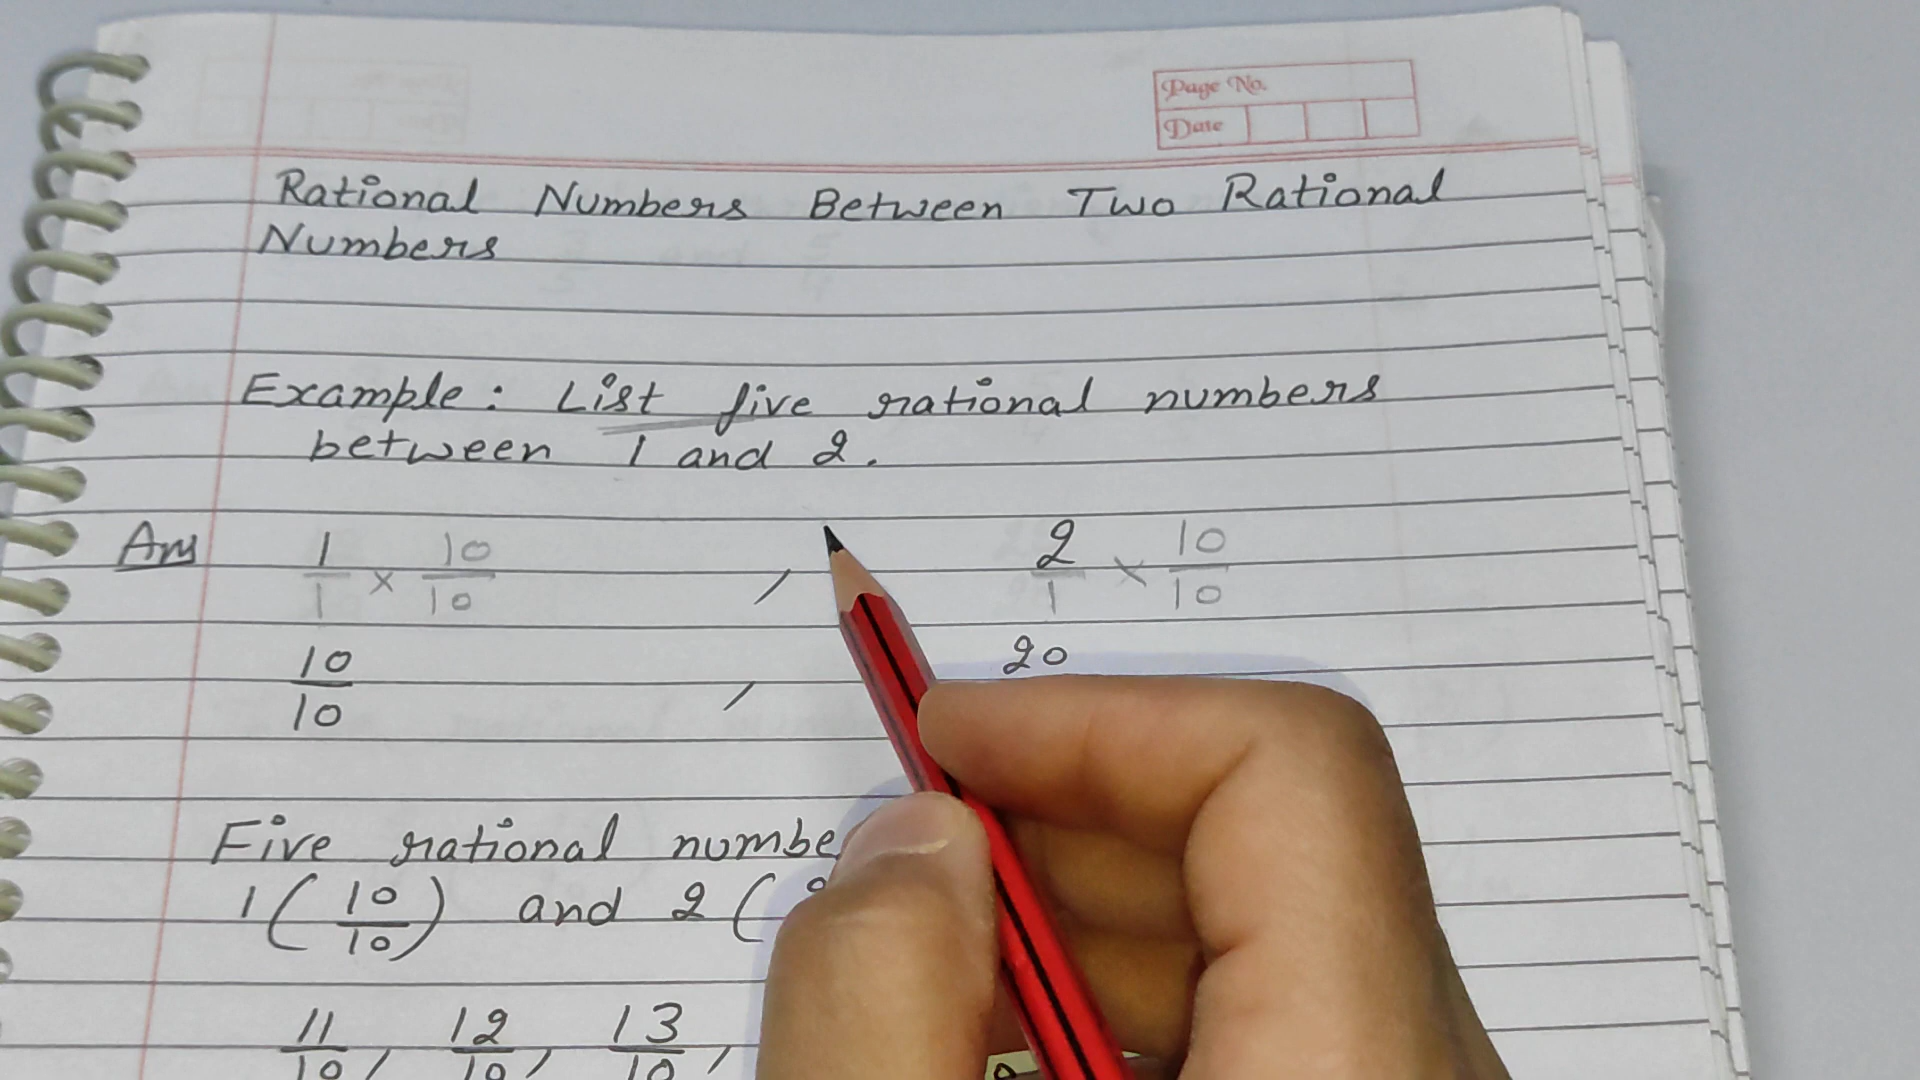 Page No.
Date
Rational Numbers Between Two Rational
Numbers
Example: List five rational numbers
between 1 and 2.
Ans 1/1 × 10/10 , 2/1 × 10/10
10/10 , 20
Five rational
1 (10/10) and 2 (
11/10, 12/10, 13/10,